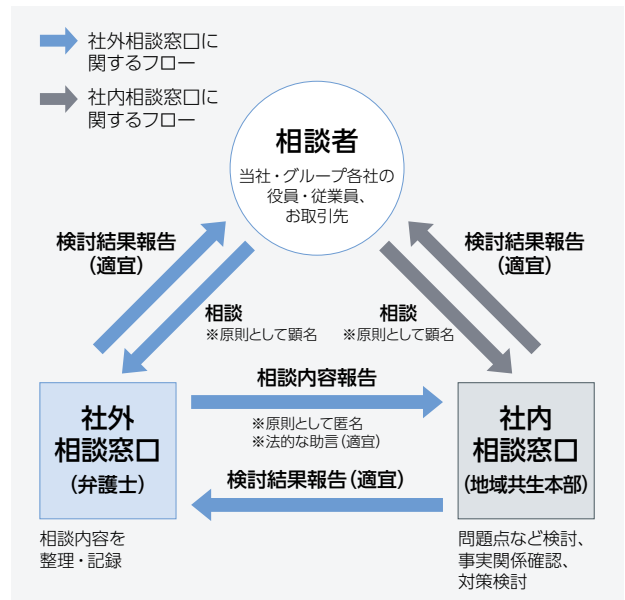 社外相談窓口に
関するフロー
社内相談窓口に
関するフロー
相談者
当社・グループ各社の
役員・従業員、
お取引先
検討結果報告
（適宜）
検討結果報告
（適宜）
相談
※原則として顕名
相談
※原則として顕名
相談内容報告
※原則として匿名
※法的な助言（適宜）
検討結果報告（適宜）
社外
相談窓口
（弁護士）
相談内容を
整理・記録
社内
相談窓口
（地域共生本部）
問題点など検討、
事実関係確認、
対策検討